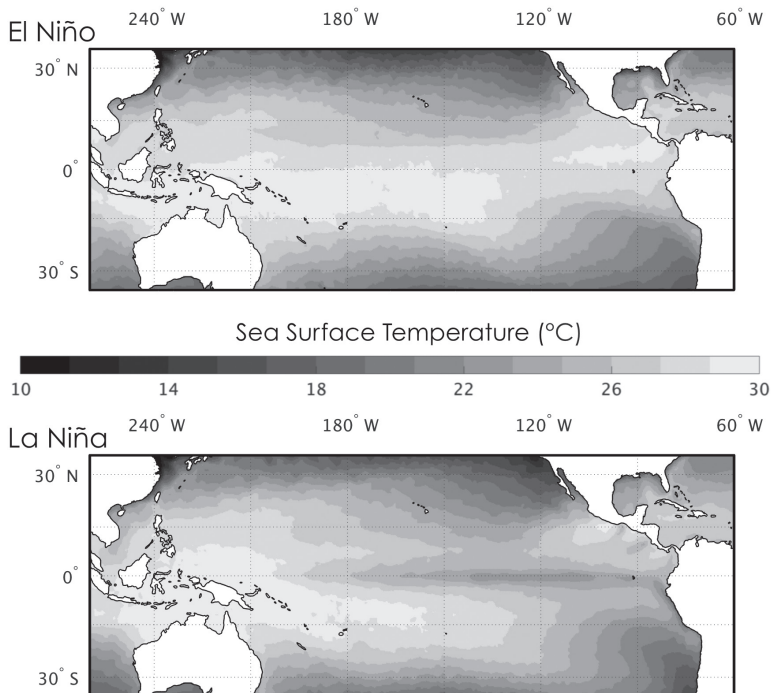 240° W 180° W 120° W 60° W
El Niño
30° N
0°
30° S
Sea Surface Temperature (°C)
10 14 18 22 26 30
240° W 180° W 120° W 60° W
La Niña
30° N
0°
30° S